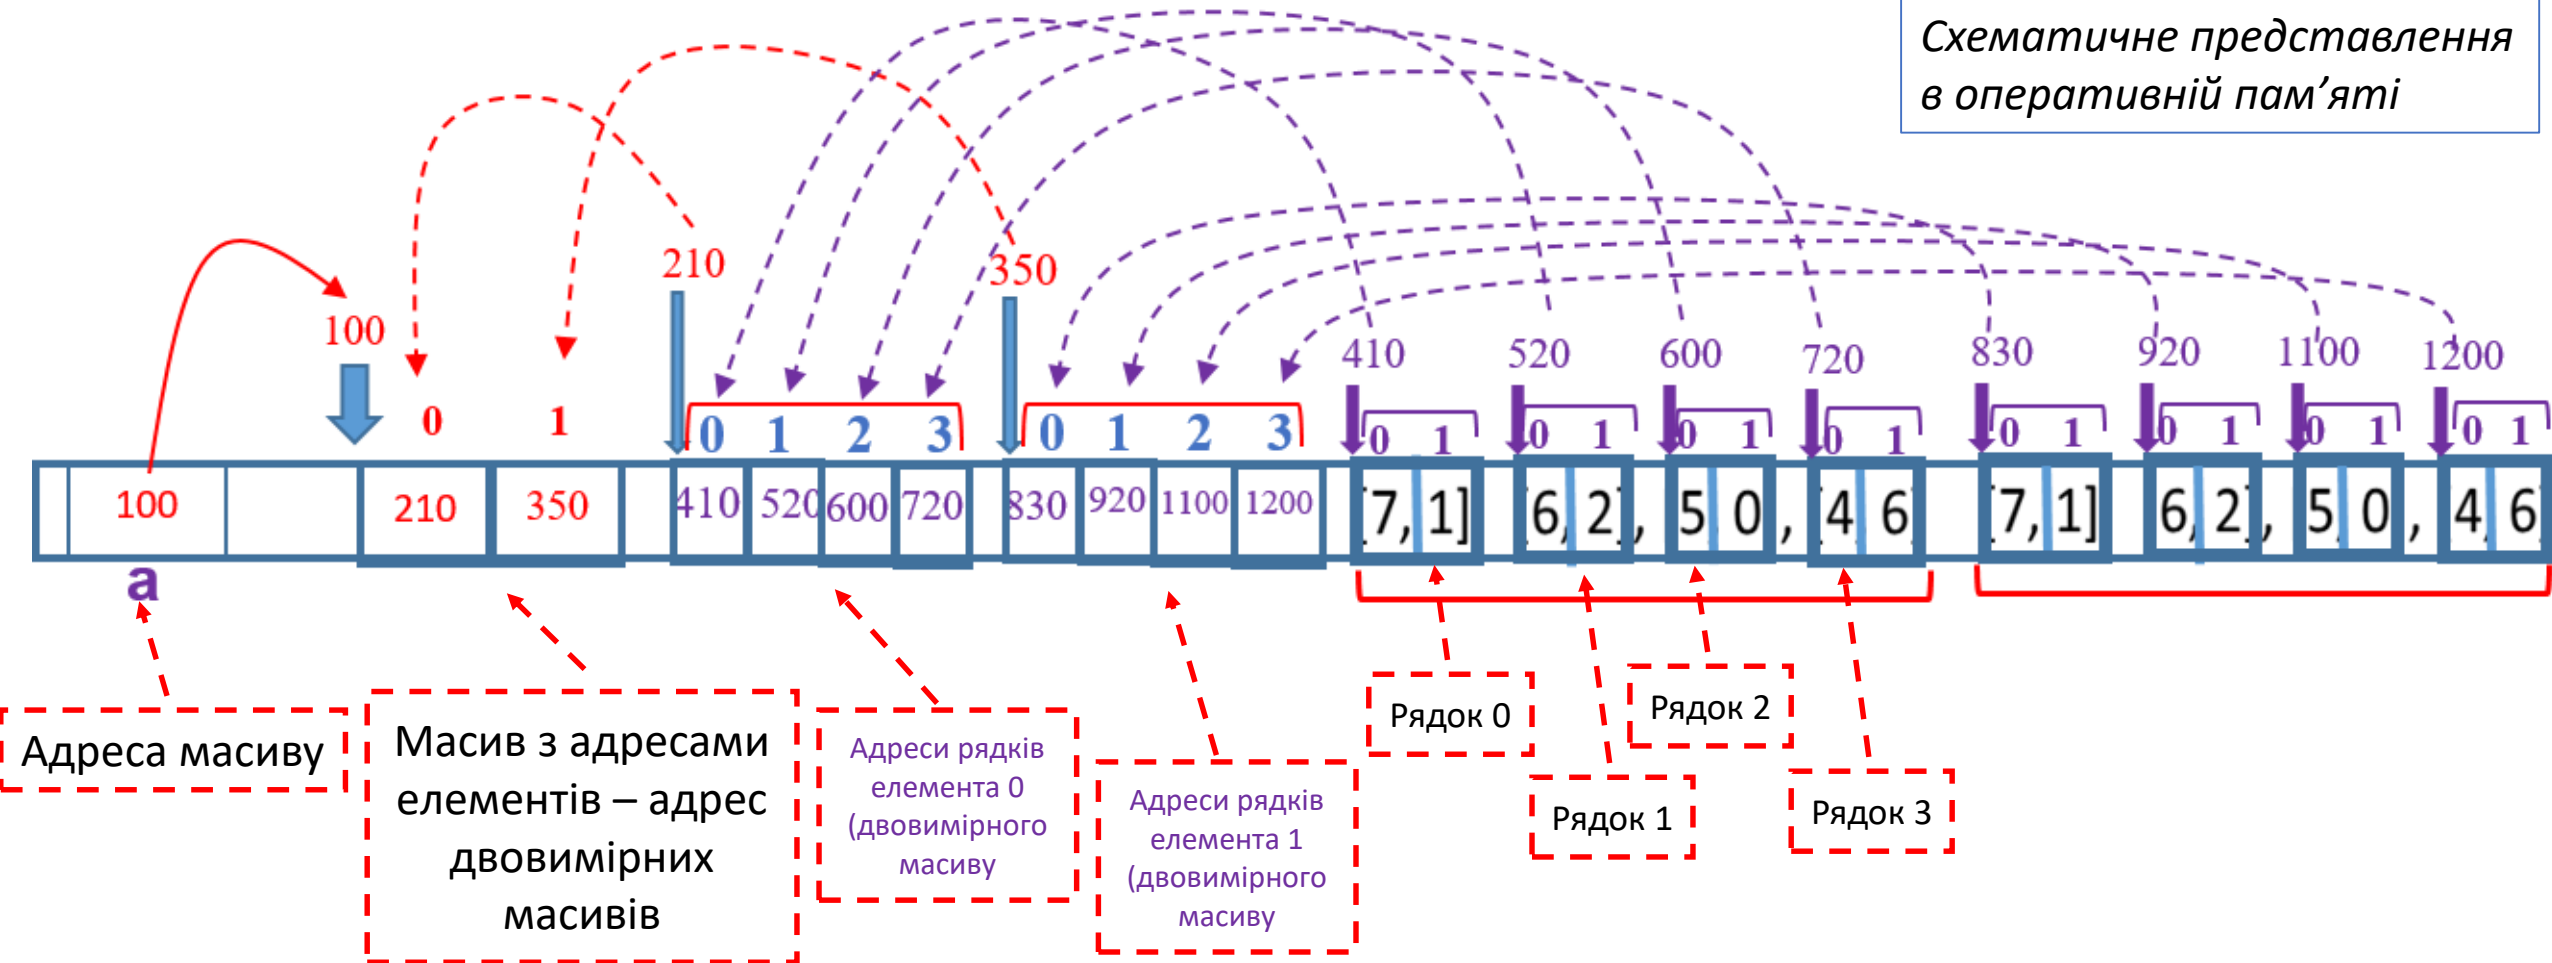 Схематичне представлення
в оперативній пам’яті
210
350
100
410
520
600
720
830
920
1100
1200
0 1
0 1 2 3
0 1 2 3
0 1
0 1
0 1
0 1
0 1
0 1
0 1
0 1
100
210
350
410 520 600 720
830 920 1100 1200
[7, 1]
[6, 2],
5 0 ,
[4 6
[7, 1]
6, 2],
5 0 ,
4 6
a
Адреса масиву
Масив з адресами
елементів – адрес
двовимірних
масивів
Адреси рядків
елемента 0
(двовимірного
масиву
Адреси рядків
елемента 1
(двовимірного
масиву
Рядок 0
Рядок 1
Рядок 2
Рядок 3